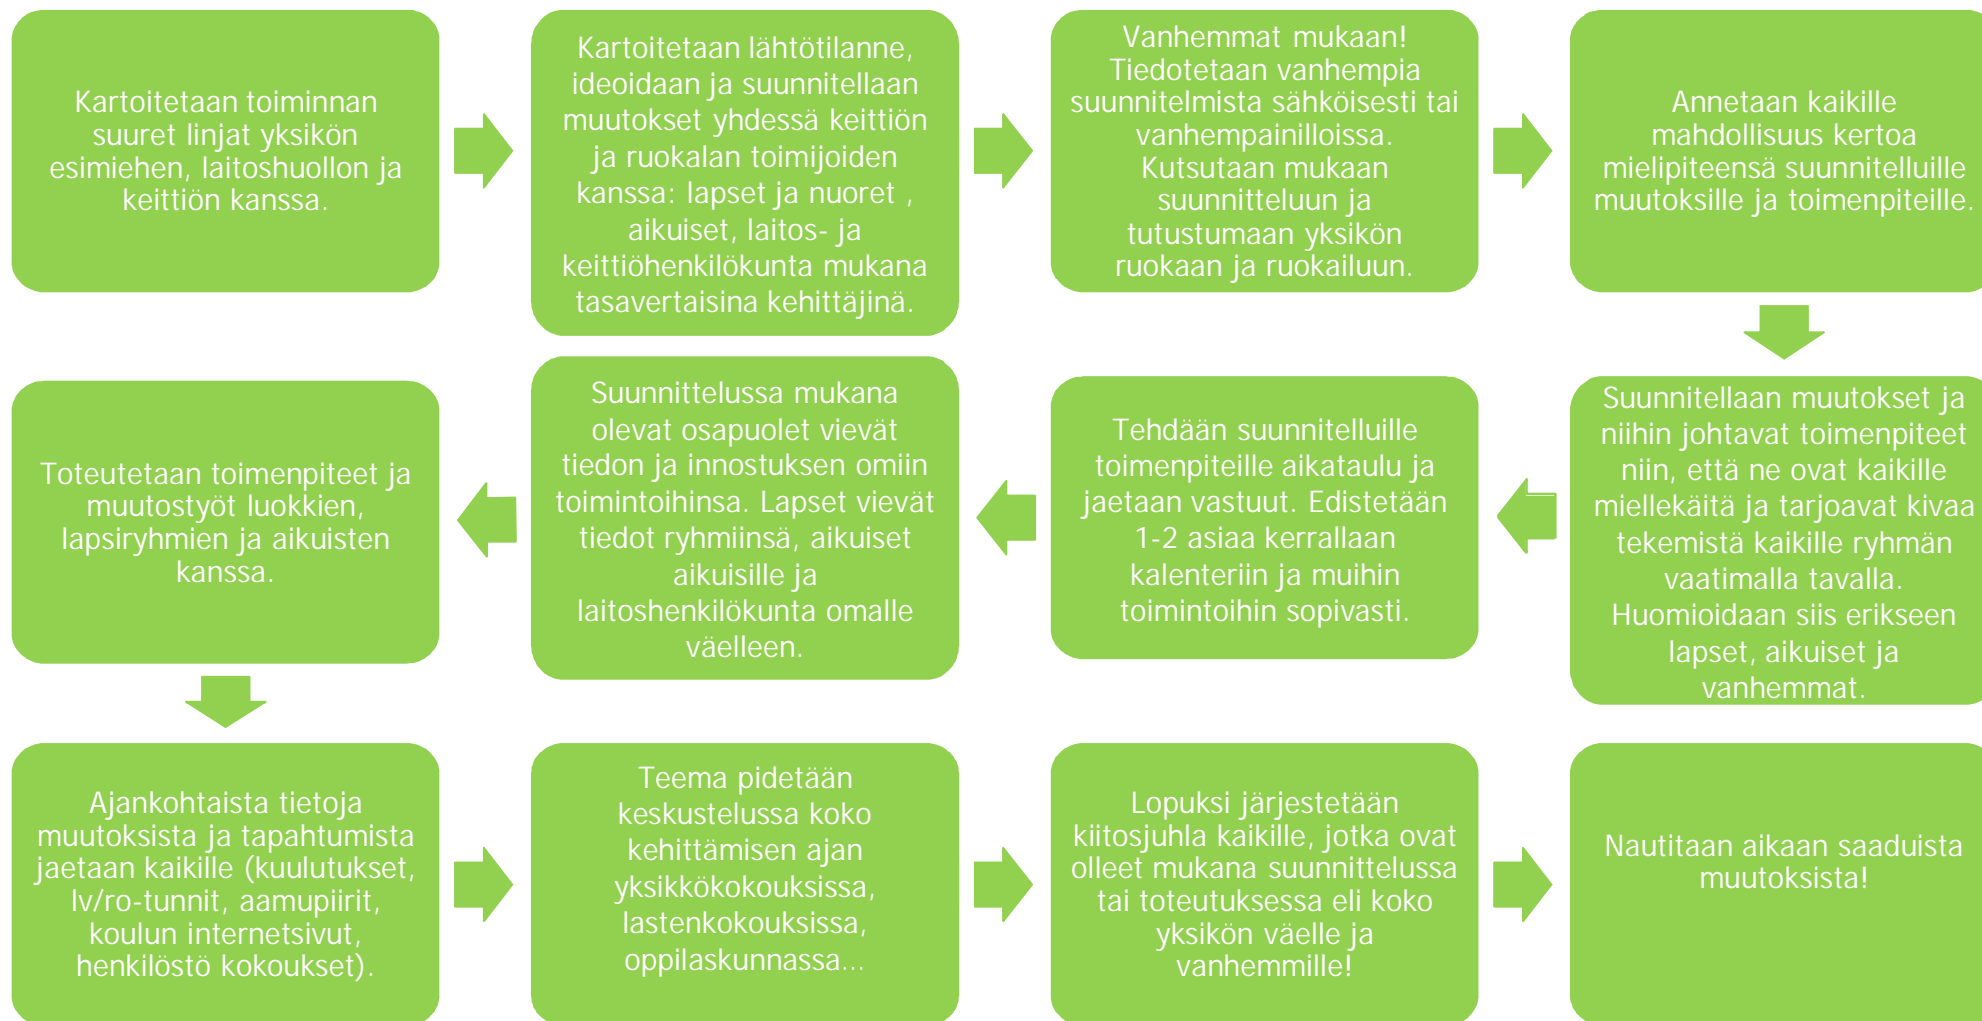 Kartoitetaan toiminnan
suuret linjat yksikön
esimiehen, laitoshuollon ja
keittiön kanssa.
Kartoitetaan lähtötilanne,
ideoidaan ja suunnitellaan
muutokset yhdessä keittiön
ja ruokalan toimijoiden
kanssa: lapset ja nuoret ,
aikuiset, laitos- ja
keittiöhenkilökunta mukana
tasavertaisina kehittäjinä.
Vanhemmat mukaan!
Tiedotetaan vanhempia
suunnitelmista sähköisesti tai
vanhempainilloissa.
Kutsutaan mukaan
suunnitteluun ja
tutustumaan yksikön
ruokaan ja ruokailuun.
Annetaan kaikille
mahdollisuus kertoa
mielipiteensä suunnitelluille
muutoksille ja toimenpiteille.
Suunnitellaan muutokset ja
niihin johtavat toimenpiteet
niin, että ne ovat kaikille
miellekäitä ja tarjoavat kivaa
tekemistä kaikille ryhmän
vaatimalla tavalla.
Huomioidaan siis erikseen
lapset, aikuiset ja
vanhemmat.
Tehdään suunnitelluille
toimenpiteille aikataulu ja
jaetaan vastuut. Edistetään
1-2 asiaa kerrallaan
kalenteriin ja muihin
toimintoihin sopivasti.
Suunnittelussa mukana
olevat osapuolet vievät
tiedon ja innostuksen omiin
toimintoihinsa. Lapset vievät
tiedot ryhmiinsä, aikuiset
aikuisille ja
laitoshenkilökunta omalle
väelleen.
Toteutetaan toimenpiteet ja
muutostyöt luokkien,
lapsiryhmien ja aikuisten
kanssa.
Ajankohtaista tietoja
muutoksista ja tapahtumista
jaetaan kaikille (kuulutukset,
lv/ro-tunnit, aamupiirit,
koulun internetsivut,
henkilöstö kokoukset).
Teema pidetään
keskustelussa koko
kehittämisen ajan
yksikkökokouksissa,
lastenkokouksissa,
oppilaskunnassa…
Lopuksi järjestetään
kiitosjuhla kaikille, jotka ovat
olleet mukana suunnittelussa
tai toteutuksessa eli koko
yksikön väelle ja
vanhemmille!
Nautitaan aikaan saaduista
muutoksista!